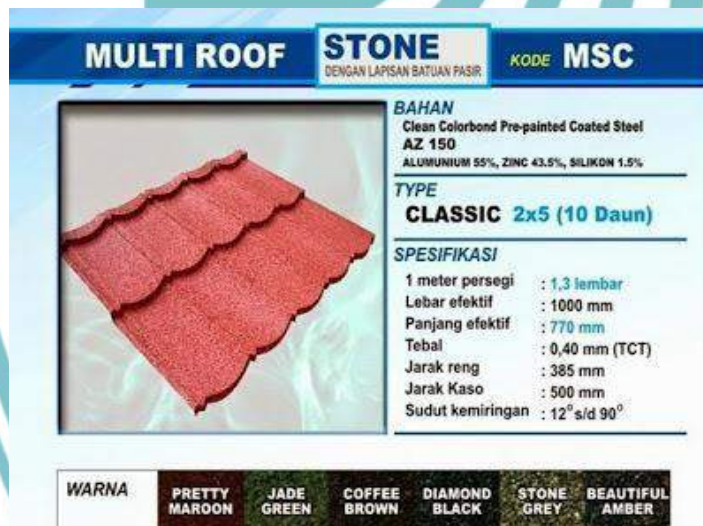 MULTI ROOF STONE KODE MSC
DENGAN LAPISAN BATUAN PASIR
BAHAN
Clean Colorbond Pre-painted Coated Steel
AZ 150
ALUMUNIUM 55%, ZINC 43.5%, SILIKON 1.5%
TYPE
CLASSIC 2x5 (10 Daun)
SPESIFIKASI
1 meter persegi : 1,3 lembar
Lebar efektif : 1000 mm
Panjang efektif : 770 mm
Tebal : 0,40 mm (TCT)
Jarak reng : 385 mm
Jarak Kaso : 500 mm
Sudut kemiringan : 12° s/d 90°
WARNA
PRETTY MAROON
JADE GREEN
COFFEE BROWN
DIAMOND BLACK
STONE GREY
BEAUTIFUL AMBER